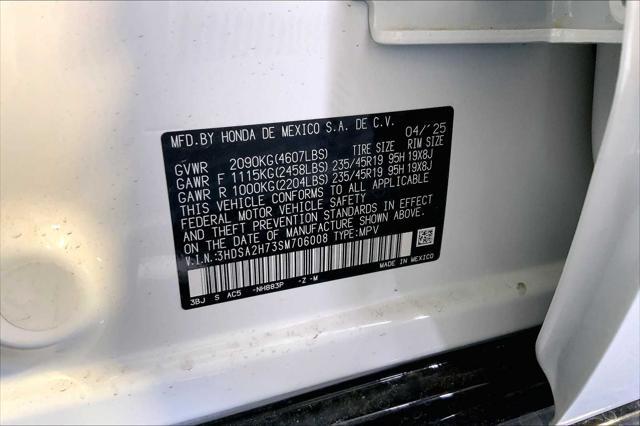 MFD.BY HONDA DE MEXICO S.A. DE C.V. 04/'25
TIRE SIZE RIM SIZE
GVWR 2090KG(4607LBS)
GAWR F 1115KG(2458LBS) 235/45R19 95H 19X8J
GAWR R 1000KG(2204LBS) 235/45R19 95H 19X8J
THIS VEHICLE CONFORMS TO ALL APPLICABLE
FEDERAL MOTOR VEHICLE SAFETY
AND THEFT PREVENTION STANDARDS IN EFFECT
ON THE DATE OF MANUFACTURE SHOWN ABOVE.
V.I.N:3HDSA2H73SM706008 TYPE:MPV
MADE IN MEXICO
3BJ S AC5 -NH883P -Z -M